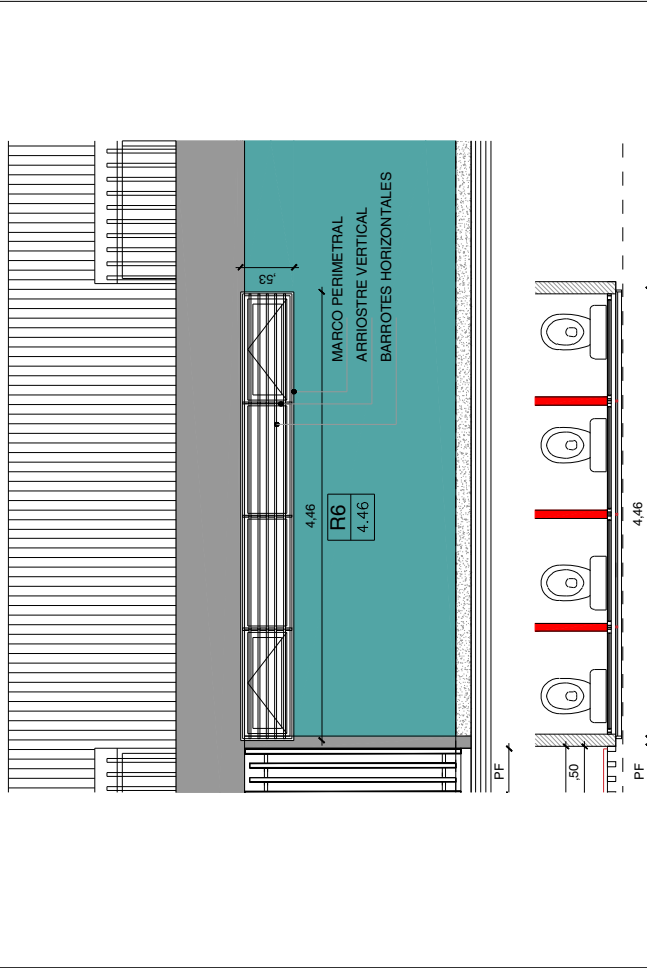 ,53
MARCO PERIMETRAL
ARRIOSTRE VERTICAL
BARROTES HORIZONTALES
4,46
R6
4.46
PF
,50
4,46
PF